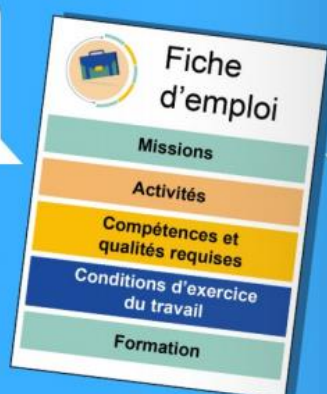 Fiche
d'emploi
Missions
Activités
Compétences et
qualités requises
Conditions d'exercice
du travail
Formation